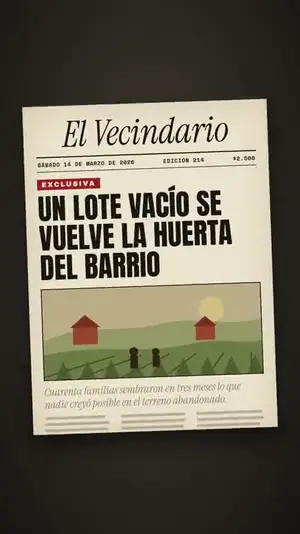 El Vecindario
SÁBADO 14 DE MARZO DE 2026 EDICIÓN 214 $2.500
EXCLUSIVA
UN LOTE VACÍO SE
VUELVE LA HUERTA
DEL BARRIO
Cuarenta familias sembraron en tres meses lo que
nadie creyó posible en el terreno abandonado.